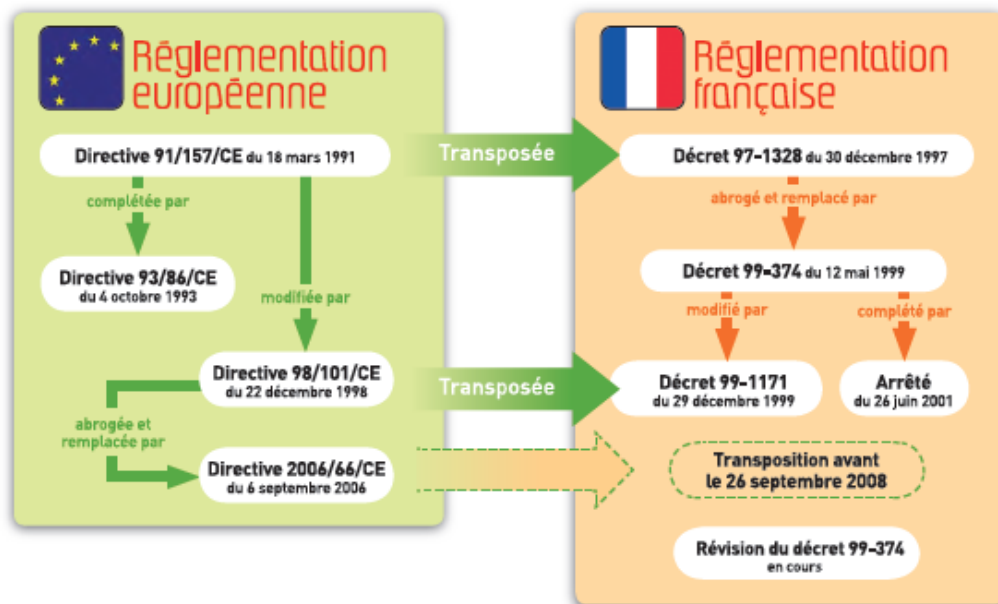 Réglementation
européenne
Directive 91/157/CE du 18 mars 1991
complétée par
Directive 93/86/CE
du 4 octobre 1993
modifiée par
Directive 98/101/CE
du 22 décembre 1998
abrogée et
remplacée par
Directive 2006/66/CE
du 6 septembre 2006
Transposée
Transposée
Réglementation
française
Décret 97-1328 du 30 décembre 1997
abrogé et remplacé par
Décret 99-374 du 12 mai 1999
modifié par
complété par
Décret 99-1171
du 29 décembre 1999
Arrêté
du 26 juin 2001
Transposition avant
le 26 septembre 2008
Révision du décret 99-374
en cours